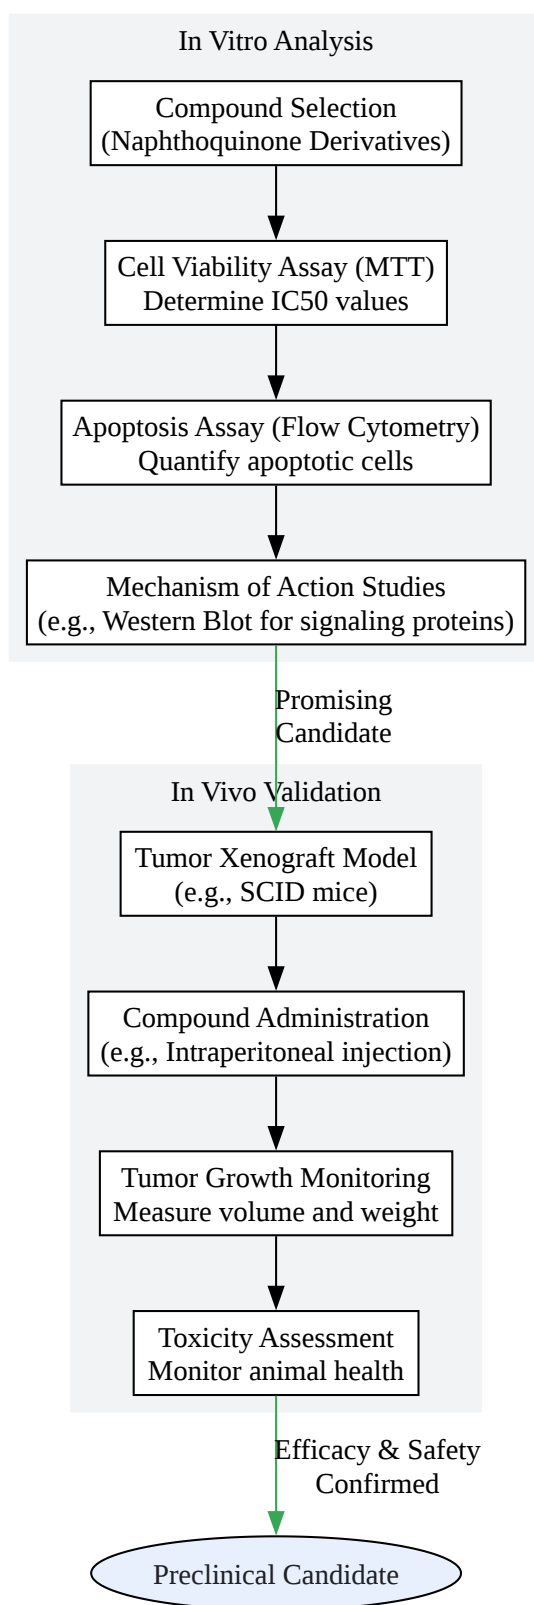 In Vitro Analysis
Compound Selection
(Naphthoquinone Derivatives)
Cell Viability Assay (MTT)
Determine IC50 values
Apoptosis Assay (Flow Cytometry)
Quantify apoptotic cells
Mechanism of Action Studies
(e.g., Western Blot for signaling proteins)
Promising
Candidate
In Vivo Validation
Tumor Xenograft Model
(e.g., SCID mice)
Compound Administration
(e.g., Intraperitoneal injection)
Tumor Growth Monitoring
Measure volume and weight
Toxicity Assessment
Monitor animal health
Efficacy & Safety
Confirmed
Preclinical Candidate